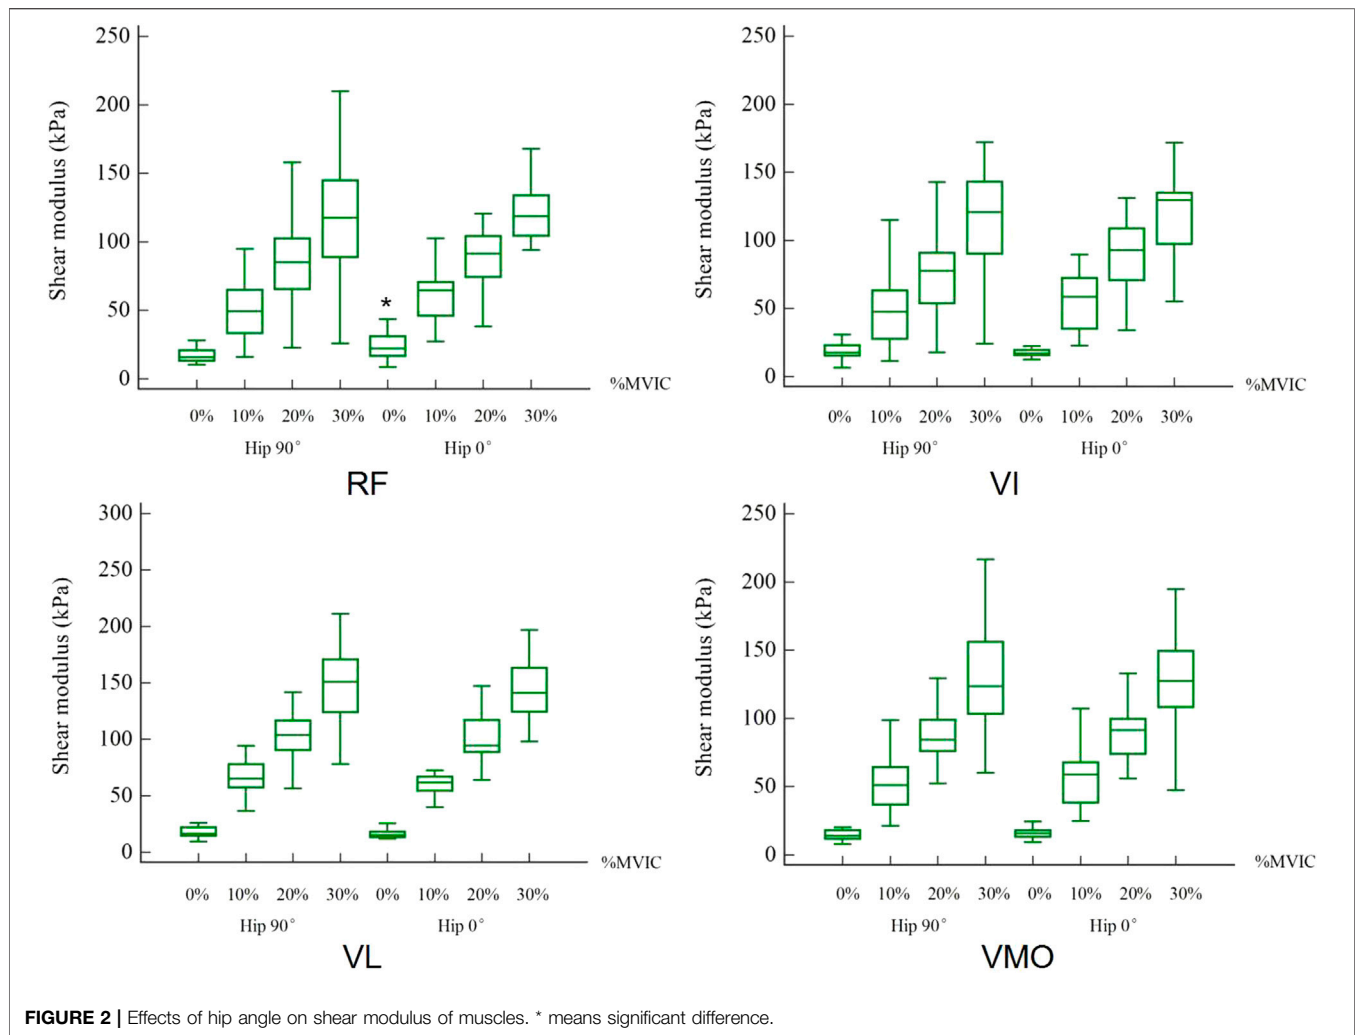 250
200
150
100
50
0
Shear modulus (kPa)
*
%MVIC
0% 10% 20% 30% 0% 10% 20% 30%
Hip 90° Hip 0°
RF
250
200
150
100
50
0
Shear modulus (kPa)
%MVIC
0% 10% 20% 30% 0% 10% 20% 30%
Hip 90° Hip 0°
VI
300
250
200
150
100
50
0
Shear modulus (kPa)
%MVIC
0% 10% 20% 30% 0% 10% 20% 30%
Hip 90° Hip 0°
VL
250
200
150
100
50
0
Shear modulus (kPa)
%MVIC
0% 10% 20% 30% 0% 10% 20% 30%
Hip 90° Hip 0°
VMO
FIGURE 2 | Effects of hip angle on shear modulus of muscles. * means significant difference.